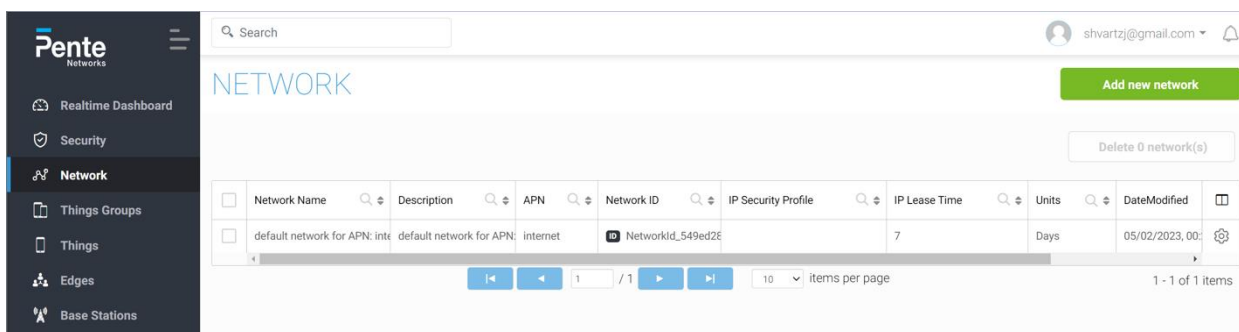 Pente
Networks
Search
shvartzj@gmail.com
NETWORK
Add new network
Realtime Dashboard
Security
Delete 0 network(s)
Network
Network Name Description APN Network ID IP Security Profile IP Lease Time Units DateModified
Things Groups
default network for APN: inte default network for APN: internet ID NetworkId_549ed28 7 Days 05/02/2023, 00:
Things
Edges
1 / 1 10 items per page 1 - 1 of 1 items
Base Stations